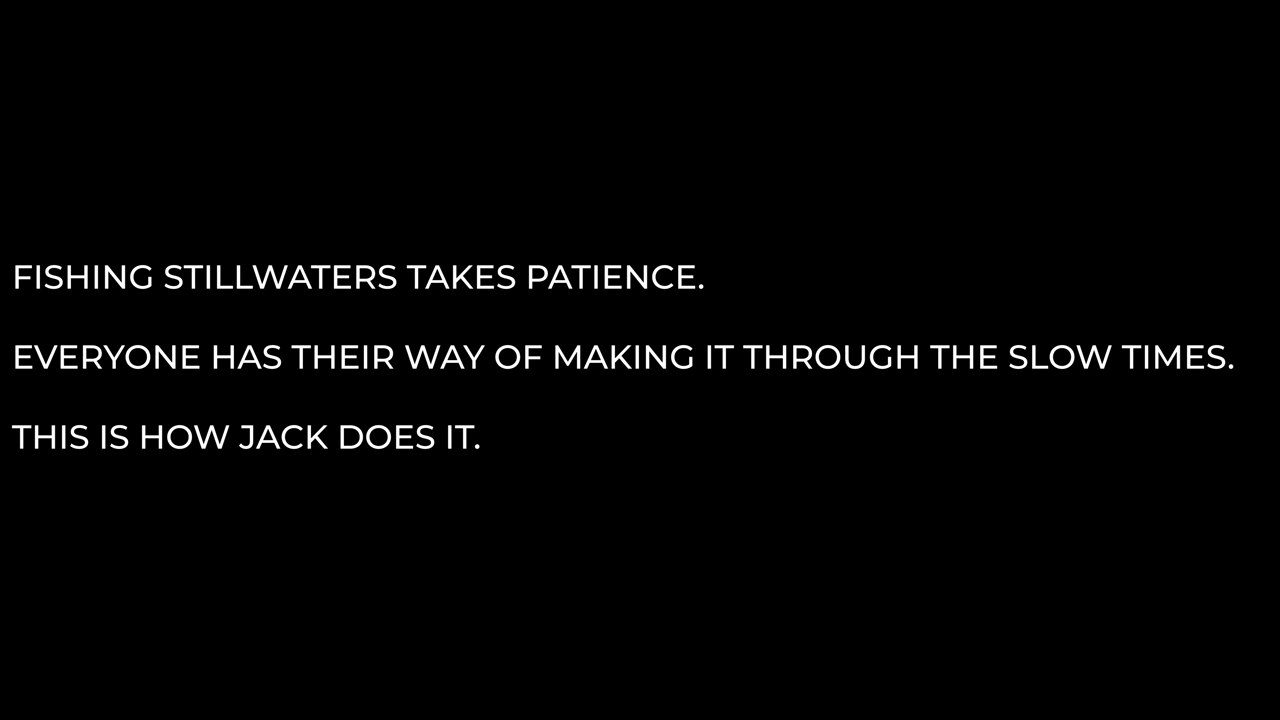 FISHING STILLWATERS TAKES PATIENCE.
EVERYONE HAS THEIR WAY OF MAKING IT THROUGH THE SLOW TIMES.
THIS IS HOW JACK DOES IT.